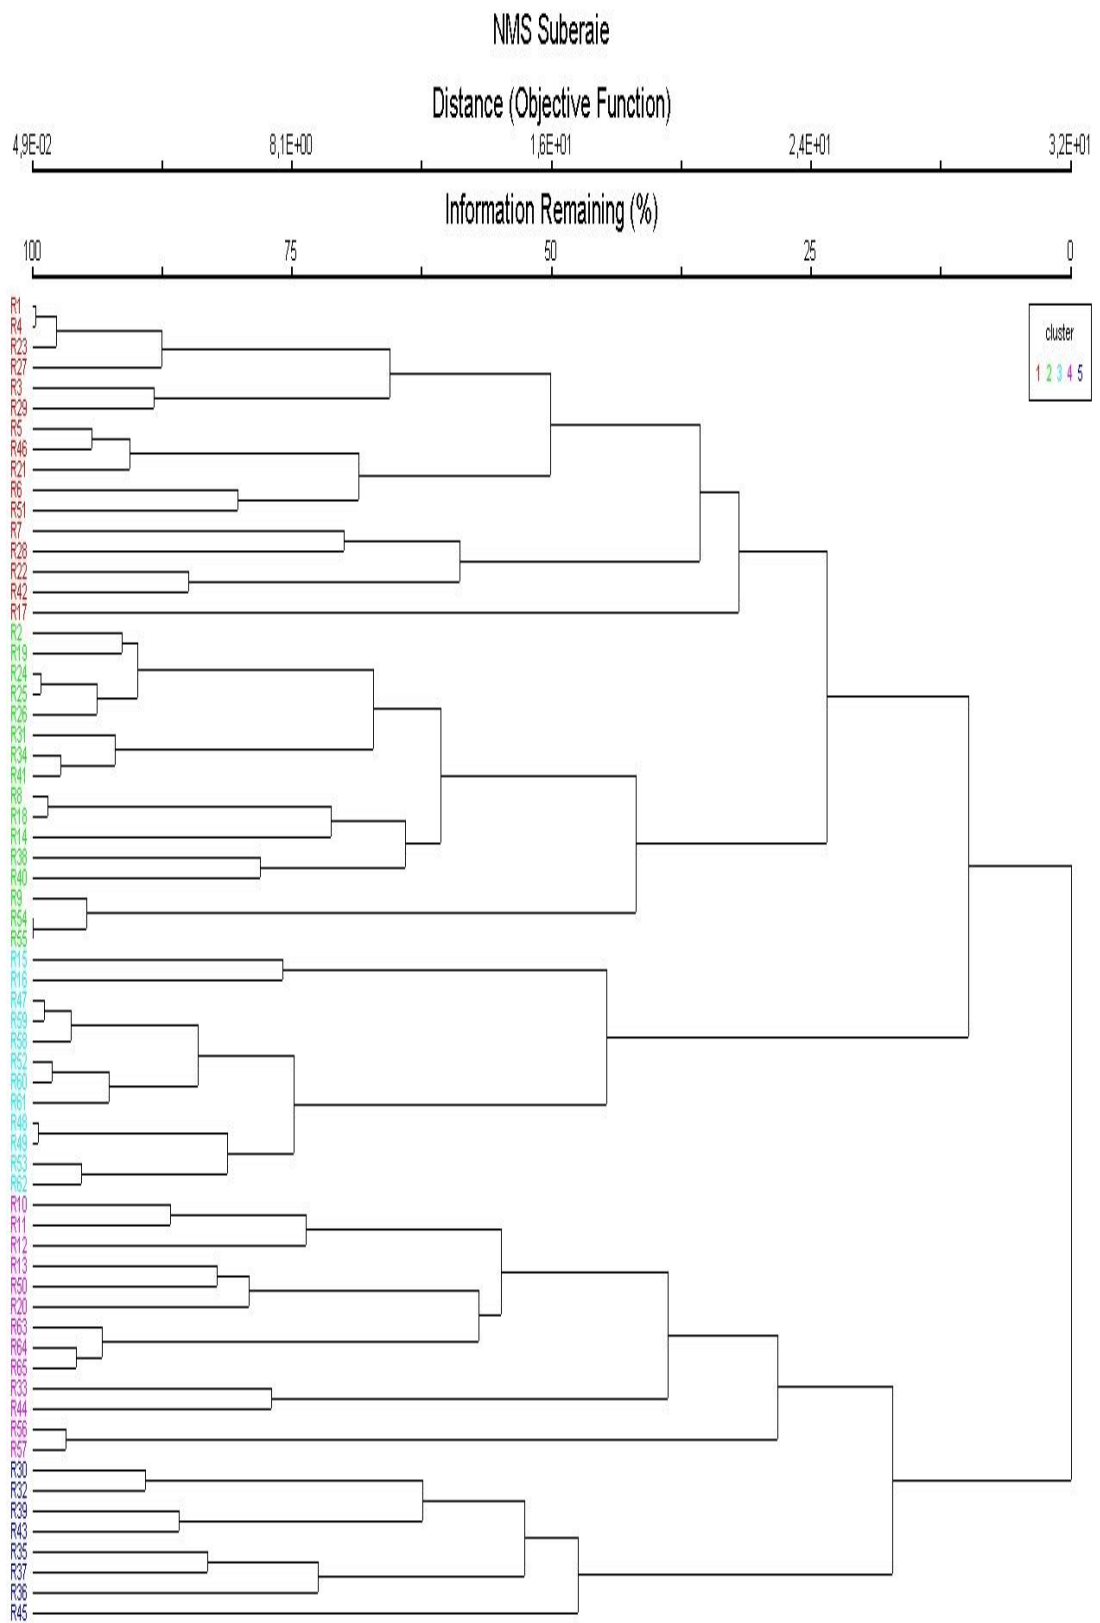 NMS Suberaie
Distance (Objective Function)
4,9E-02 8,1E+00 1,6E+01 2,4E+01 3,2E+01
Information Remaining (%)
100 75 50 25 0
R1
R4
R23
R27
R3
R29
R5
R46
R21
R6
R51
R7
R28
R22
R42
R17
R2
R19
R24
R25
R26
R31
R34
R41
R8
R18
R14
R38
R40
R9
R54
R55
R15
R16
R47
R59
R58
R52
R60
R61
R48
R49
R53
R62
R10
R11
R12
R13
R50
R20
R63
R64
R65
R33
R44
R56
R57
R30
R32
R39
R43
R35
R37
R36
R45
cluster
1 2 3 4 5